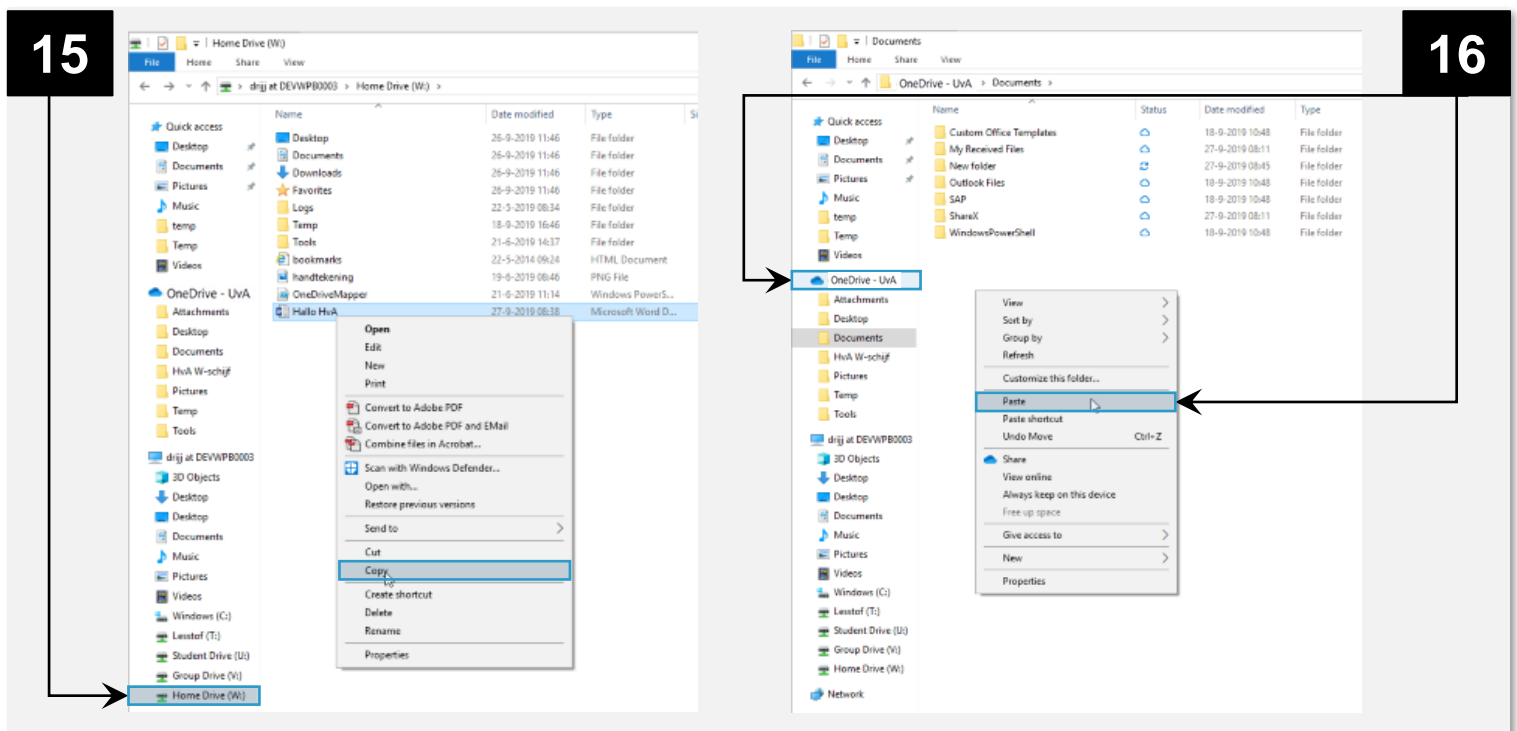 15
Home Drive (W:)
File Home Share View
drijj at DEVWPB0003 > Home Drive (W:) >
Name Date modified Type Si
Quick access
Desktop
Documents
Pictures
Music
temp
Temp
Videos
OneDrive - UvA
Attachments
Desktop
Documents
HvA W-schijf
Pictures
Temp
Tools
drijj at DEVWPB0003
3D Objects
Desktop
Desktop
Documents
Music
Pictures
Videos
Windows (C:)
Lesstof (T:)
Student Drive (U:)
Group Drive (V:)
Home Drive (W:)
Desktop 26-9-2019 11:46 File folder
Documents 26-9-2019 11:46 File folder
Downloads 26-9-2019 11:46 File folder
Favorites 26-9-2019 11:46 File folder
Logs 22-5-2019 08:34 File folder
Temp 18-9-2019 16:46 File folder
Tools 21-6-2019 14:37 File folder
bookmarks 22-5-2014 09:24 HTML Document
handtekening 19-6-2019 08:46 PNG File
OneDriveMapper 21-6-2019 11:14 Windows PowerS...
Hallo HvA 27-9-2019 08:38 Microsoft Word D...
Open
Edit
New
Print
Convert to Adobe PDF
Convert to Adobe PDF and EMail
Combine files in Acrobat...
Scan with Windows Defender...
Open with...
Restore previous versions
Send to
Cut
Copy
Create shortcut
Delete
Rename
Properties
16
Documents
File Home Share View
OneDrive - UvA > Documents >
Name Status Date modified Type
Quick access
Desktop
Documents
Pictures
Music
temp
Temp
Videos
OneDrive - UvA
Attachments
Desktop
Documents
HvA W-schijf
Pictures
Temp
Tools
drijj at DEVWPB0003
3D Objects
Desktop
Desktop
Documents
Music
Pictures
Videos
Windows (C:)
Lesstof (T:)
Student Drive (U:)
Group Drive (V:)
Home Drive (W:)
Network
Custom Office Templates 18-9-2019 10:48 File folder
My Received Files 27-9-2019 08:11 File folder
New folder 27-9-2019 08:45 File folder
Outlook Files 18-9-2019 10:48 File folder
SAP 18-9-2019 10:48 File folder
ShareX 27-9-2019 08:11 File folder
WindowsPowerShell 18-9-2019 10:48 File folder
View
Sort by
Group by
Refresh
Customize this folder...
Paste
Paste shortcut
Undo Move Ctrl+Z
Share
View online
Always keep on this device
Free up space
Give access to
New
Properties